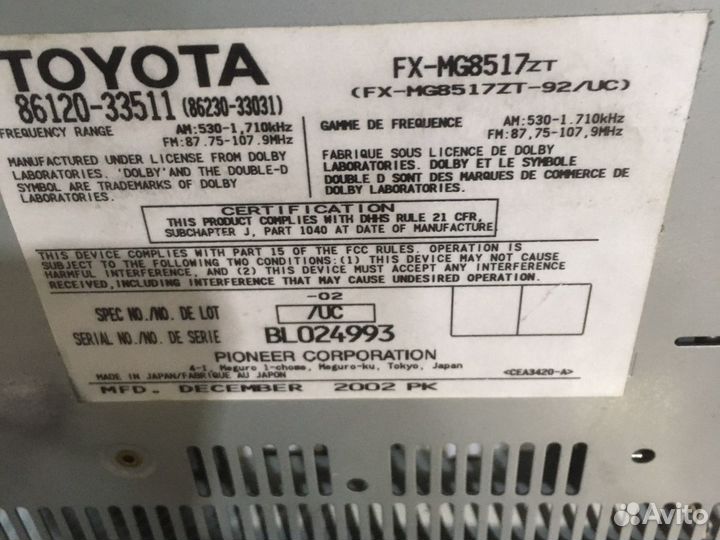 TOYOTA
86120-33511 (86230-33031)
FREQUENCY RANGE AM:530-1,710kHz
FM:87.75-107.9MHz
MANUFACTURED UNDER LICENSE FROM DOLBY
LABORATORIES. 'DOLBY'AND THE DOUBLE-D
SYMBOL ARE TRADEMARKS OF DOLBY
LABORATORIES.
FX-MG8517ZT
(FX-MG8517ZT-92/UC)
GAMME DE FREQUENCE AM:530-1.710kHz
FM:87,75-107,9MHz
FABRIQUE SOUS LICENCE DE DOLBY
LABORATORIES. DOLBY ET LE SYMBOLE
DOUBLE D SONT DES MARQUES DE COMMERCE DE
DOLBY LABORATORIES.
CERTIFICATION
THIS PRODUCT COMPLIES WITH DHHS RULE 21 CFR,
SUBCHAPTER J, PART 1040 AT DATE OF MANUFACTURE
THIS DEVICE COMPLIES WITH PART 15 OF THE FCC RULES. OPERATION IS
SUBJECT TO THE FOLLOWING TWO CONDITIONS:(1) THIS DEVICE MAY NOT CAUSE
HARMFUL INTERFERENCE, AND (2) THIS DEVICE MUST ACCEPT ANY INTERFERENCE
RECEIVED,INCLUDING INTERFERENCE THAT MAY CAUSE UNDESIRED OPERATION.
-02
SPEC NO./NO. DE LOT /UC
SERIAL NO./NO. DE SERIE BL024993
PIONEER CORPORATION
4-1, Meguro 1-chome, Meguro-ku, Tokyo, Japan
MADE IN JAPAN/FABRIQUE AU JAPON <CEA3420-A>
MFD. DECEMBER 2002 PK
Avito